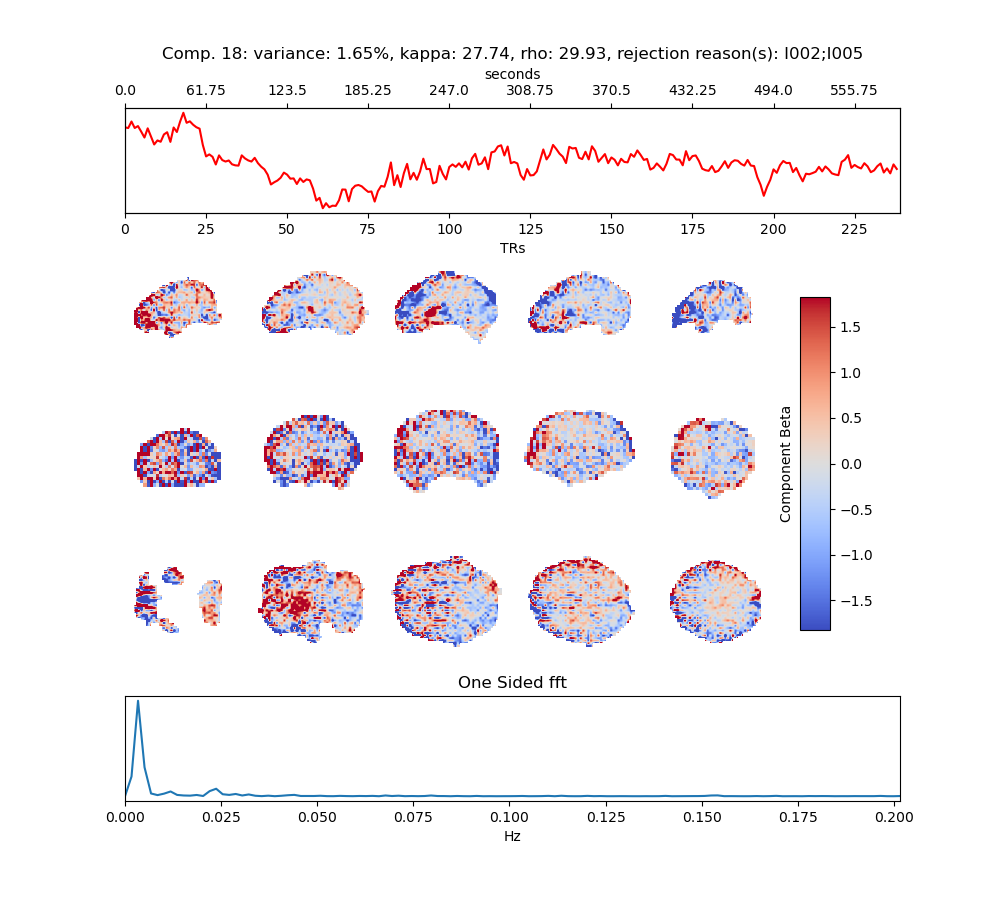 Comp. 18: variance: 1.65%, kappa: 27.74, rho: 29.93, rejection reason(s): I002;I005
seconds
0.0 61.75 123.5 185.25 247.0 308.75 370.5 432.25 494.0 555.75
0 25 50 75 100 125 150 175 200 225
TRs
1.5
1.0
0.5
0.0
−0.5
−1.0
−1.5
Component Beta
One Sided fft
0.000 0.025 0.050 0.075 0.100 0.125 0.150 0.175 0.200
Hz